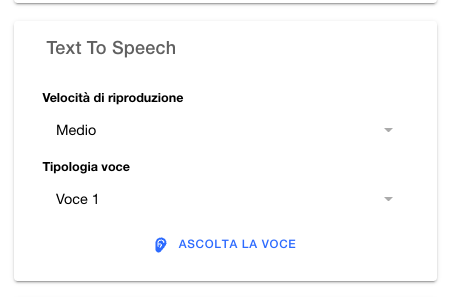 Text To Speech
Velocità di riproduzione
Medio
Tipologia voce
Voce 1
ASCOLTA LA VOCE